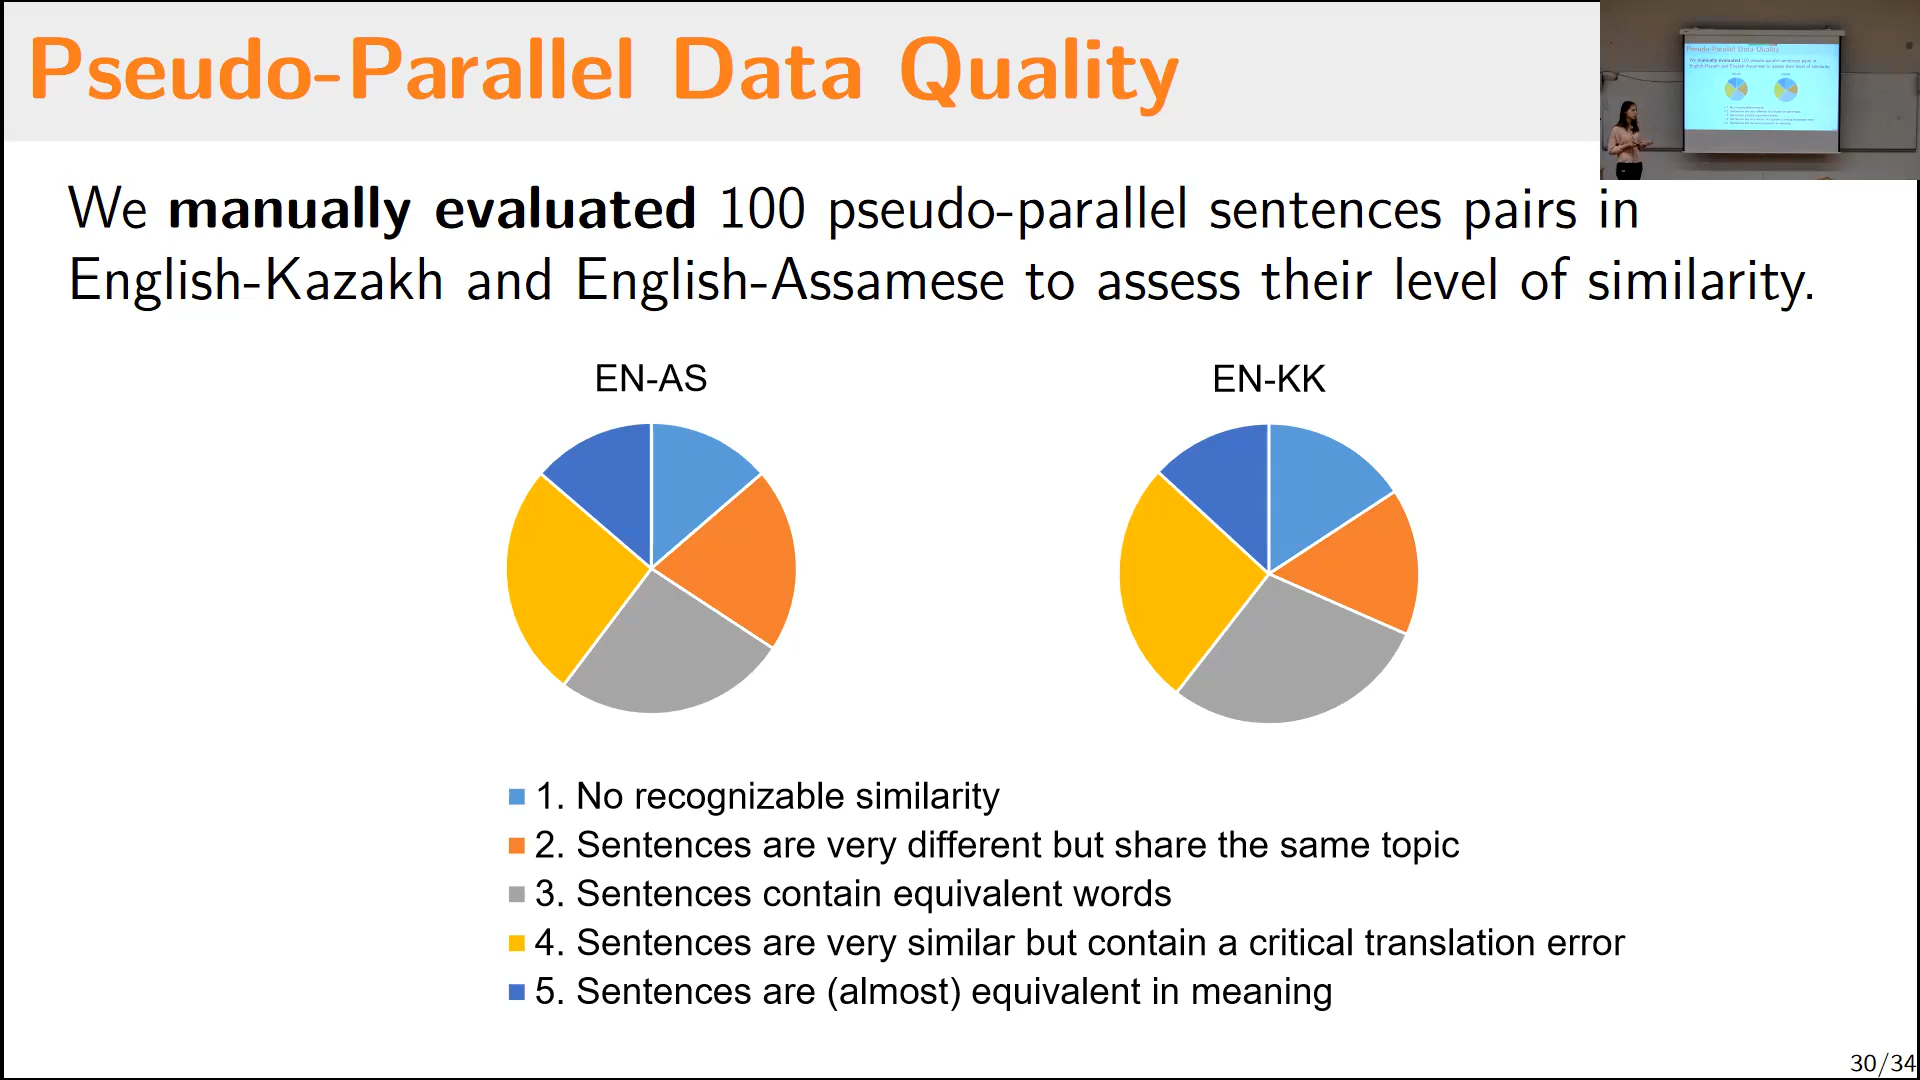 Pseudo-Parallel Data Quality
We manually evaluated 100 pseudo-parallel sentences pairs in
English-Kazakh and English-Assamese to assess their level of similarity.
EN-AS
EN-KK
1. No recognizable similarity
2. Sentences are very different but share the same topic
3. Sentences contain equivalent words
4. Sentences are very similar but contain a critical translation error
5. Sentences are (almost) equivalent in meaning
30/34